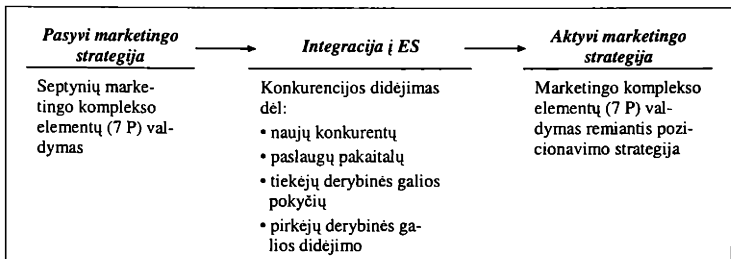 Pasyvi marketingo
strategija
Septynių marke-
tingo komplekso
elementų (7 P) val-
dymas
Integracija į ES
Konkurencijos didėjimas
dėl:
• naujų konkurentų
• paslaugų pakaitalų
• tiekėjų derybinės galios
pokyčių
• pirkėjų derybinės ga-
lios didėjimo
Aktyvi marketingo
strategija
Marketingo komplekso
elementų (7 P) val-
dymas remiantis pozi-
cionavimo strategija